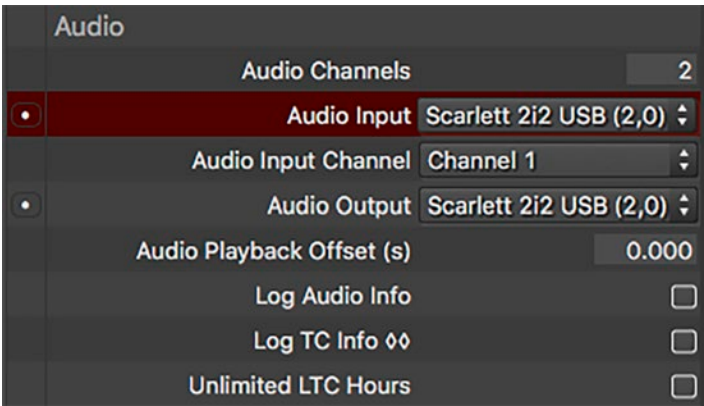 Audio
Audio Channels 2
Audio Input Scarlett 2i2 USB (2,0)
Audio Input Channel Channel 1
Audio Output Scarlett 2i2 USB (2,0)
Audio Playback Offset (s) 0.000
Log Audio Info
Log TC Info ◊◊
Unlimited LTC Hours